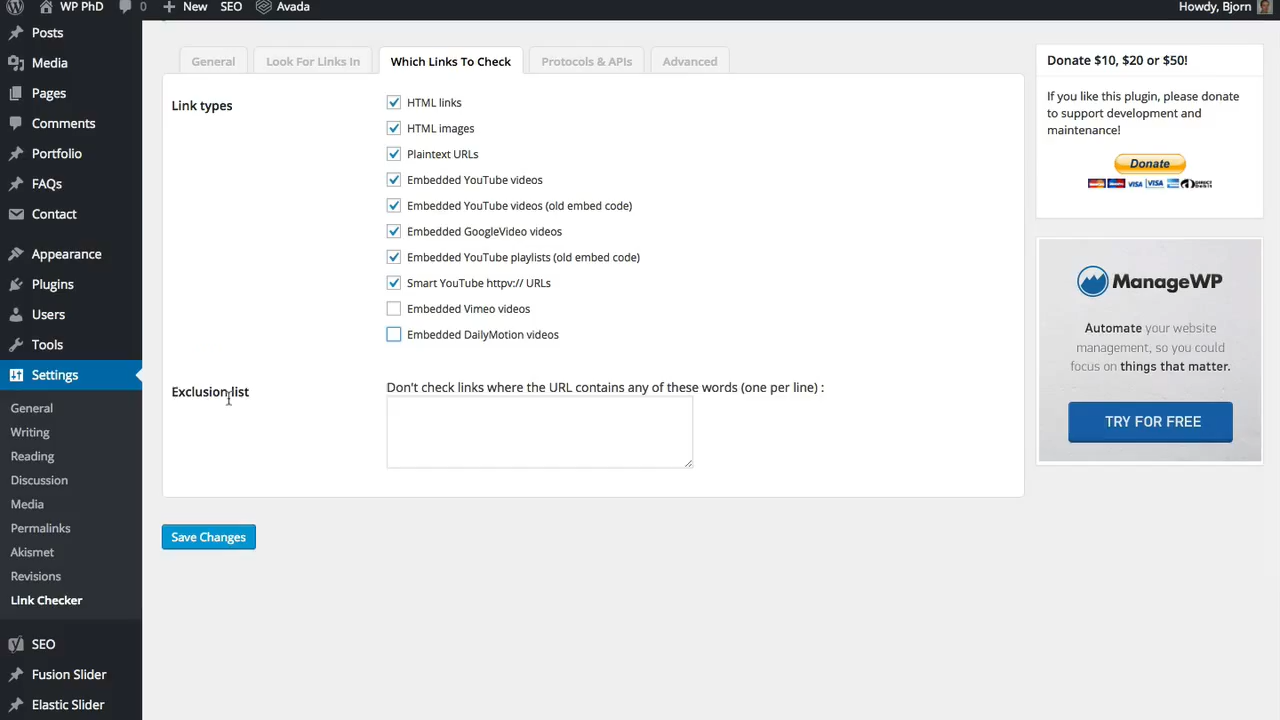 WP PhD
0
New
SEO
Avada
Howdy, Bjorn
Posts
Media
Pages
Comments
Portfolio
FAQs
Contact
Appearance
Plugins
Users
Tools
Settings
General
Writing
Reading
Discussion
Media
Permalinks
Akismet
Revisions
Link Checker
SEO
Fusion Slider
Elastic Slider
General
Look For Links In
Which Links To Check
Protocols & APIs
Advanced
Link types
HTML links
HTML images
Plaintext URLs
Embedded YouTube videos
Embedded YouTube videos (old embed code)
Embedded GoogleVideo videos
Embedded YouTube playlists (old embed code)
Smart YouTube httpv:// URLs
Embedded Vimeo videos
Embedded DailyMotion videos
Exclusion list
Don't check links where the URL contains any of these words (one per line) :
Save Changes
Donate $10, $20 or $50!
If you like this plugin, please donate
to support development and
maintenance!
Donate
VISA VISA
ManageWP
Automate your website
management, so you could
focus on things that matter.
TRY FOR FREE